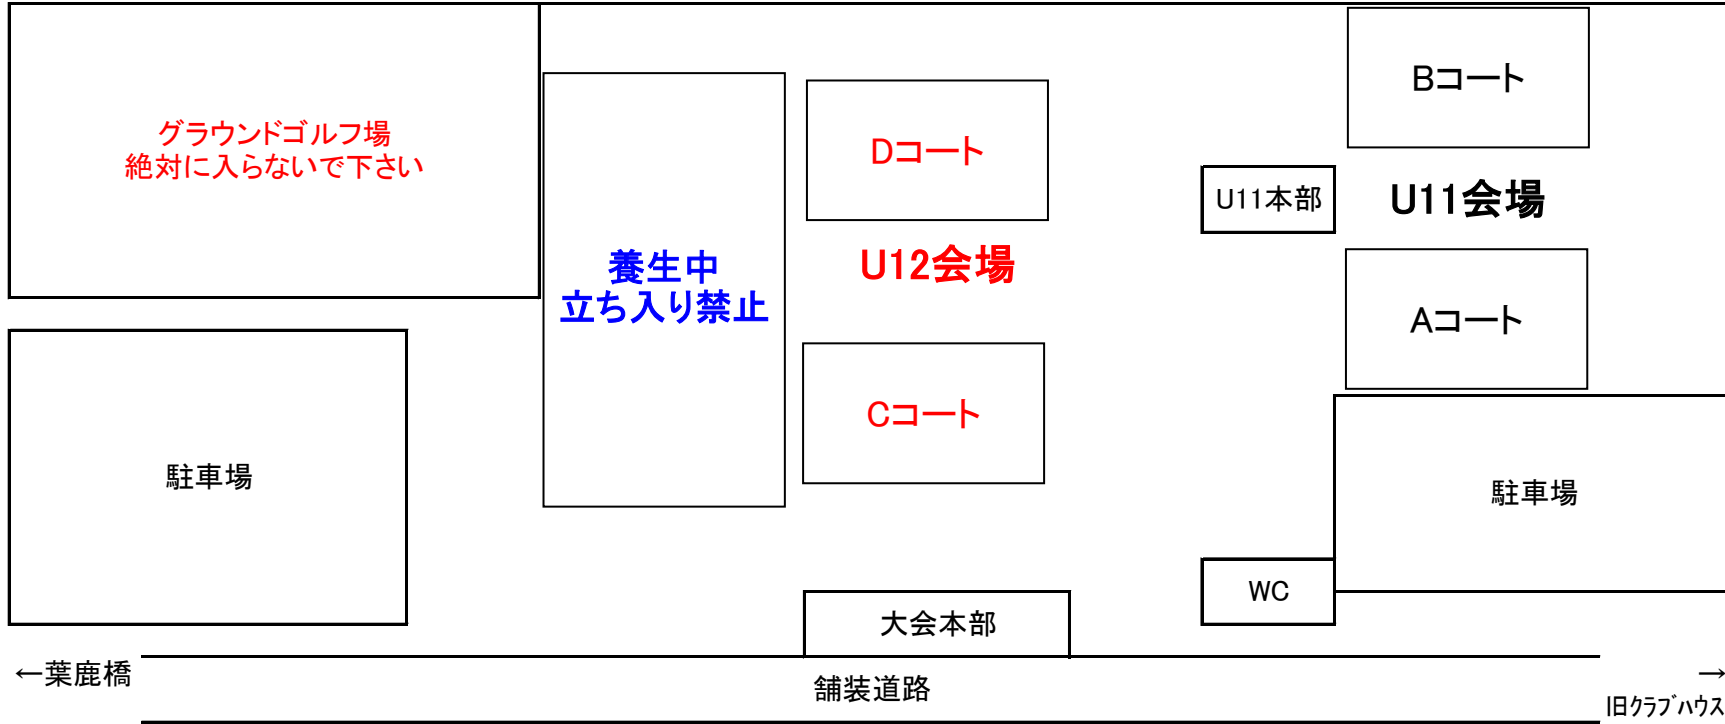 Bコート
グラウンドゴルフ場
絶対に入らないで下さい
Dコート
U11本部
U11会場
養生中
立ち入り禁止
U12会場
Aコート
Cコート
駐車場
駐車場
WC
大会本部
←葉鹿橋
舗装道路
→
旧クラブハウス